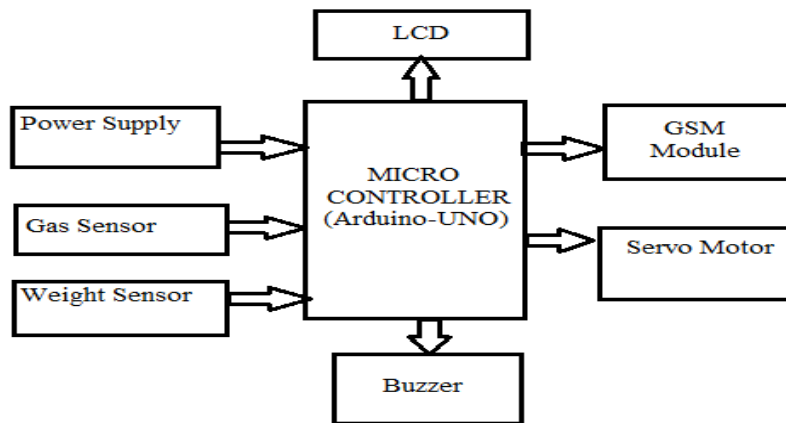 LCD
Power Supply
GSM
Module
MICRO
CONTROLLER
(Arduino-UNO)
Gas Sensor
Servo Motor
Weight Sensor
Buzzer